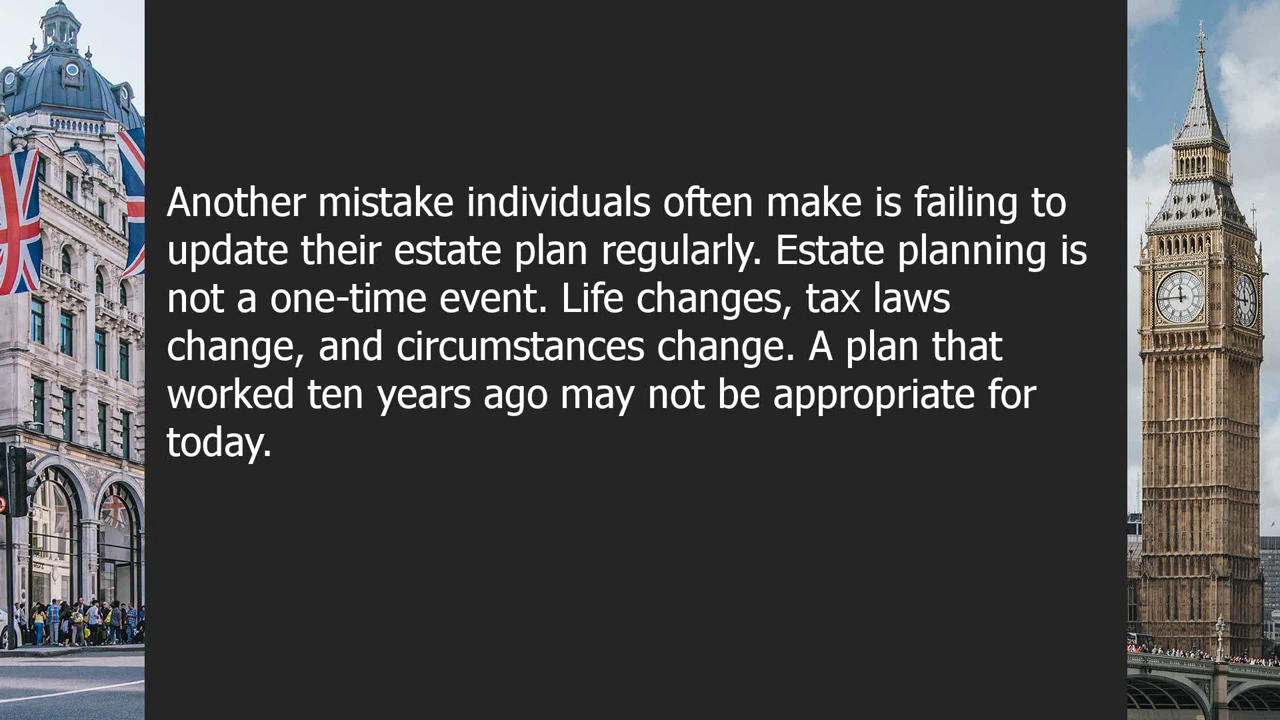 Another mistake individuals often make is failing to
update their estate plan regularly. Estate planning is
not a one-time event. Life changes, tax laws
change, and circumstances change. A plan that
worked ten years ago may not be appropriate for
today.